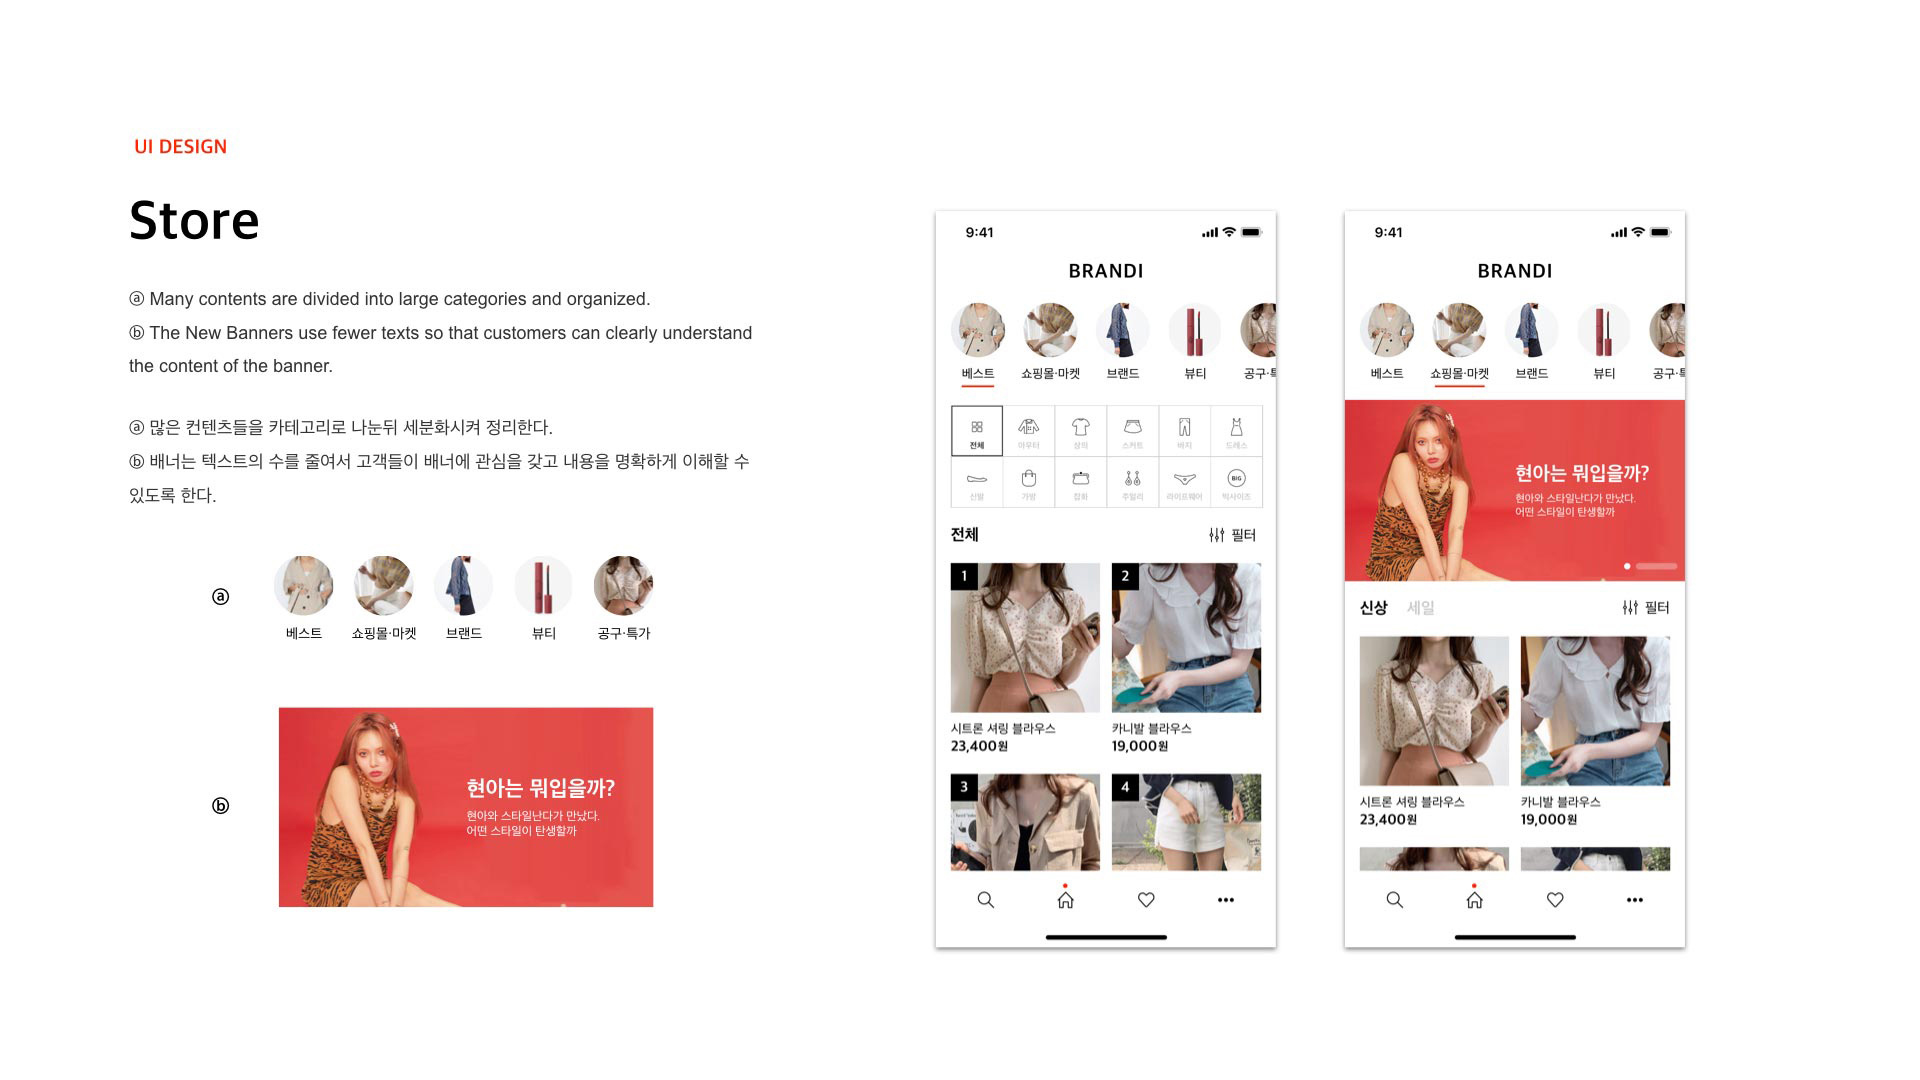 UI DESIGN
Store
ⓐ Many contents are divided into large categories and organized.
ⓑ The New Banners use fewer texts so that customers can clearly understand
the content of the banner.
ⓐ 많은 컨텐츠들을 카테고리로 나눈뒤 세분화시켜 정리한다.
ⓑ 배너는 텍스트의 수를 줄여서 고객들이 배너에 관심을 갖고 내용을 명확하게 이해할 수
있도록 한다.
ⓐ
베스트 쇼핑몰·마켓 브랜드 뷰티 공구·특가
ⓑ
현아는 뭐입을까?
현아와 스타일난다가 만났다.
어떤 스타일이 탄생할까
9:41
BRANDI
베스트 쇼핑몰·마켓 브랜드 뷰티 공구·특
전체 아우터 상의 스커트 바지 드레스
BIG
신발 가방 잡화 주얼리 라이프웨어 빅사이즈
전체 필터
1 2
시트론 셔링 블라우스 카니발 블라우스
23,400원 19,000원
3 4
9:41
BRANDI
베스트 쇼핑몰·마켓 브랜드 뷰티 공구·특
현아는 뭐입을까?
현아와 스타일난다가 만났다.
어떤 스타일이 탄생할까
신상 세일 필터
시트론 셔링 블라우스 카니발 블라우스
23,400원 19,000원